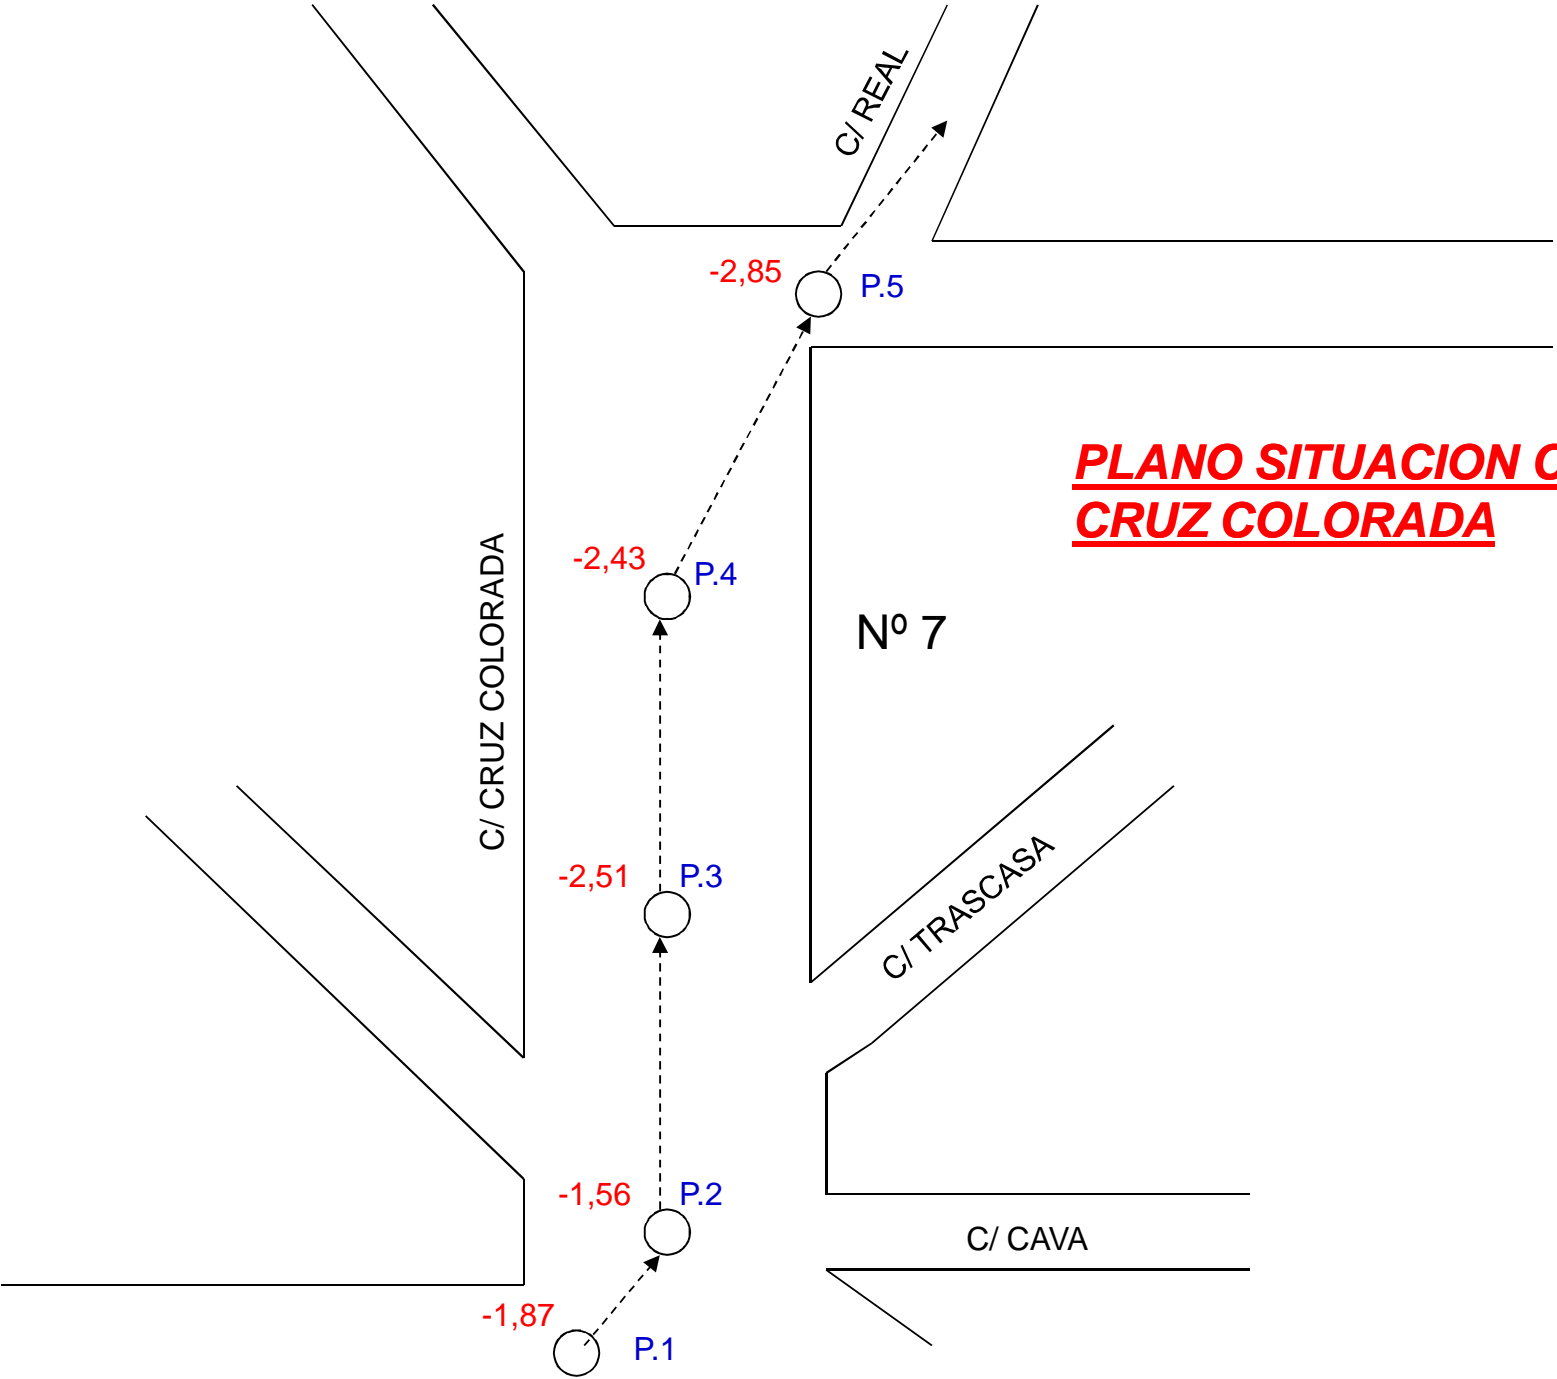 C/ REAL
-2,85
P.5
PLANO SITUACION C
CRUZ COLORADA
C/ CRUZ COLORADA
-2,43
P.4
Nº 7
-2,51
P.3
C/ TRASCASA
-1,56
P.2
C/ CAVA
-1,87
P.1